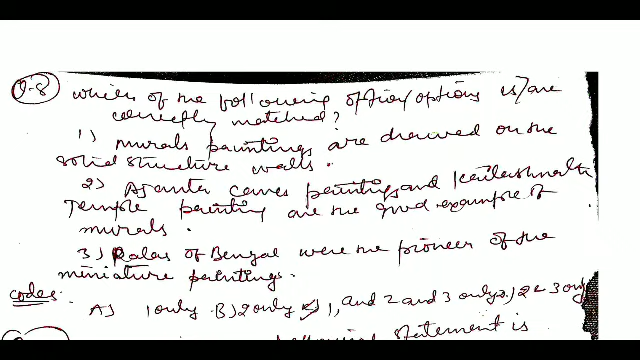 Q.8 which of the following option/options is/are
correctly matched?
1) murals paintings are drawed on the
solid structure walls.
2) Ajanta caves painting and Kailashnath
Temple painting are the good example of
murals.
3) Palas of Bengal were the pioneer of the
miniature paintings.
codes. A) 1 only B) 2 only 1, and 2 and 3 only 2 & 3 only
following statement is